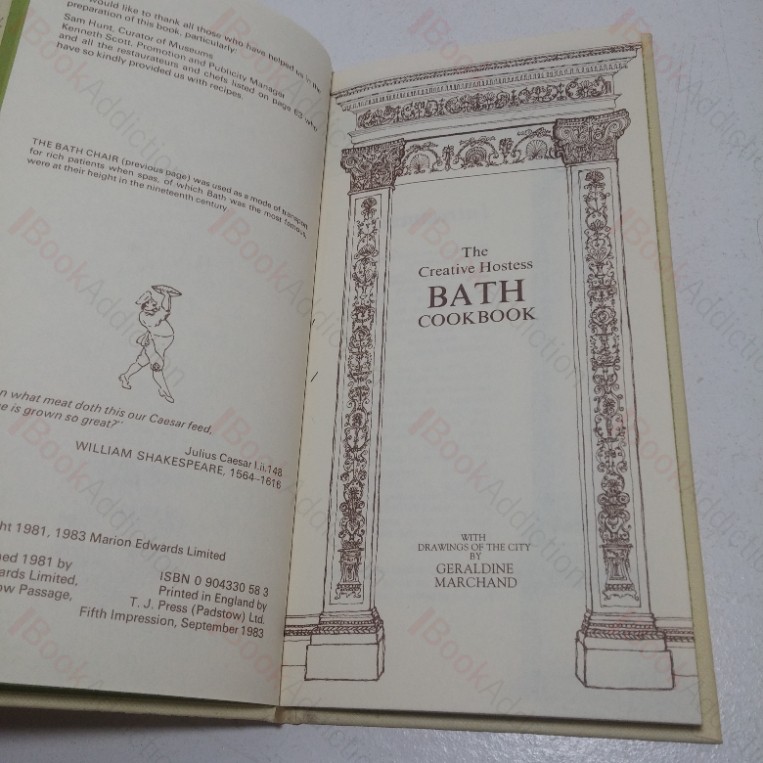 would like to thank all those who have helped us in the
preparation of this book, particularly:
Sam Hunt, Curator of Museums
Kenneth Scott, Promotion and Publicity Manager
and all the restaurateurs and chefs listed on page 63 who
have so kindly provided us with recipes.
THE BATH CHAIR (previous page) was used as a mode of transport
for rich patients when spas, of which Bath was the most famous,
were at their height in the nineteenth century.
what meat doth this our Caesar feed,
is grown so great?"
Julius Caesar I.ii.148
WILLIAM SHAKESPEARE, 1564–1616
1981, 1983 Marion Edwards Limited
1981 by
Limited,
Passage,
ISBN 0 904330 58 3
Printed in England by
T. J. Press (Padstow) Ltd.
Fifth Impression, September 1983
The
Creative Hostess
BATH
COOKBOOK
WITH
DRAWINGS OF THE CITY
BY
GERALDINE
MARCHAND
iBookAddiction